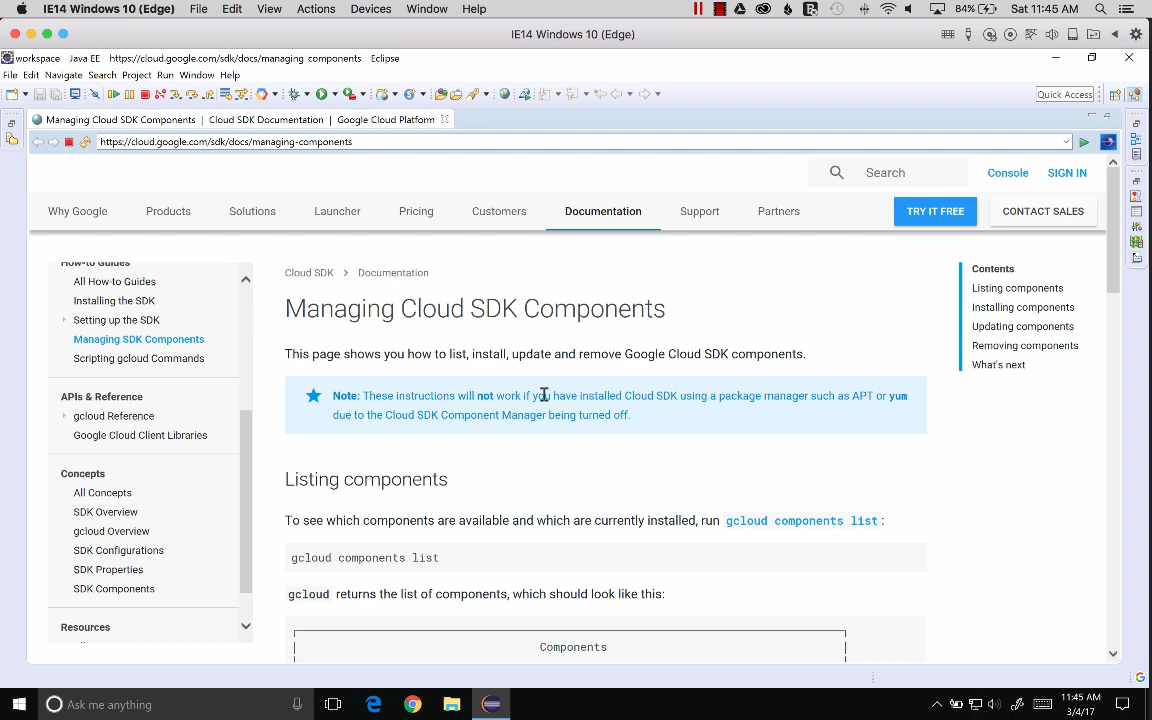 IE14 Windows 10 (Edge) File Edit View Actions Devices Window Help 84% Sat 11:45 AM
IE14 Windows 10 (Edge)
workspace Java EE https://cloud.google.com/sdk/docs/managing components Eclipse
File Edit Navigate Search Project Run Window Help
Quick Access
Managing Cloud SDK Components | Cloud SDK Documentation | Google Cloud Platform
https://cloud.google.com/sdk/docs/managing-components
Search Console SIGN IN
Why Google Products Solutions Launcher Pricing Customers Documentation Support Partners TRY IT FREE CONTACT SALES
How-to Guides
All How-to Guides
Installing the SDK
Setting up the SDK
Managing SDK Components
Scripting gcloud Commands
APIs & Reference
gcloud Reference
Google Cloud Client Libraries
Concepts
All Concepts
SDK Overview
gcloud Overview
SDK Configurations
SDK Properties
SDK Components
Resources
Cloud SDK > Documentation
Managing Cloud SDK Components
This page shows you how to list, install, update and remove Google Cloud SDK components.
Note: These instructions will not work if you have installed Cloud SDK using a package manager such as APT or yum
due to the Cloud SDK Component Manager being turned off.
Listing components
To see which components are available and which are currently installed, run gcloud components list :
gcloud components list
gcloud returns the list of components, which should look like this:
Components
Contents
Listing components
Installing components
Updating components
Removing components
What's next
Ask me anything
11:45 AM
3/4/17